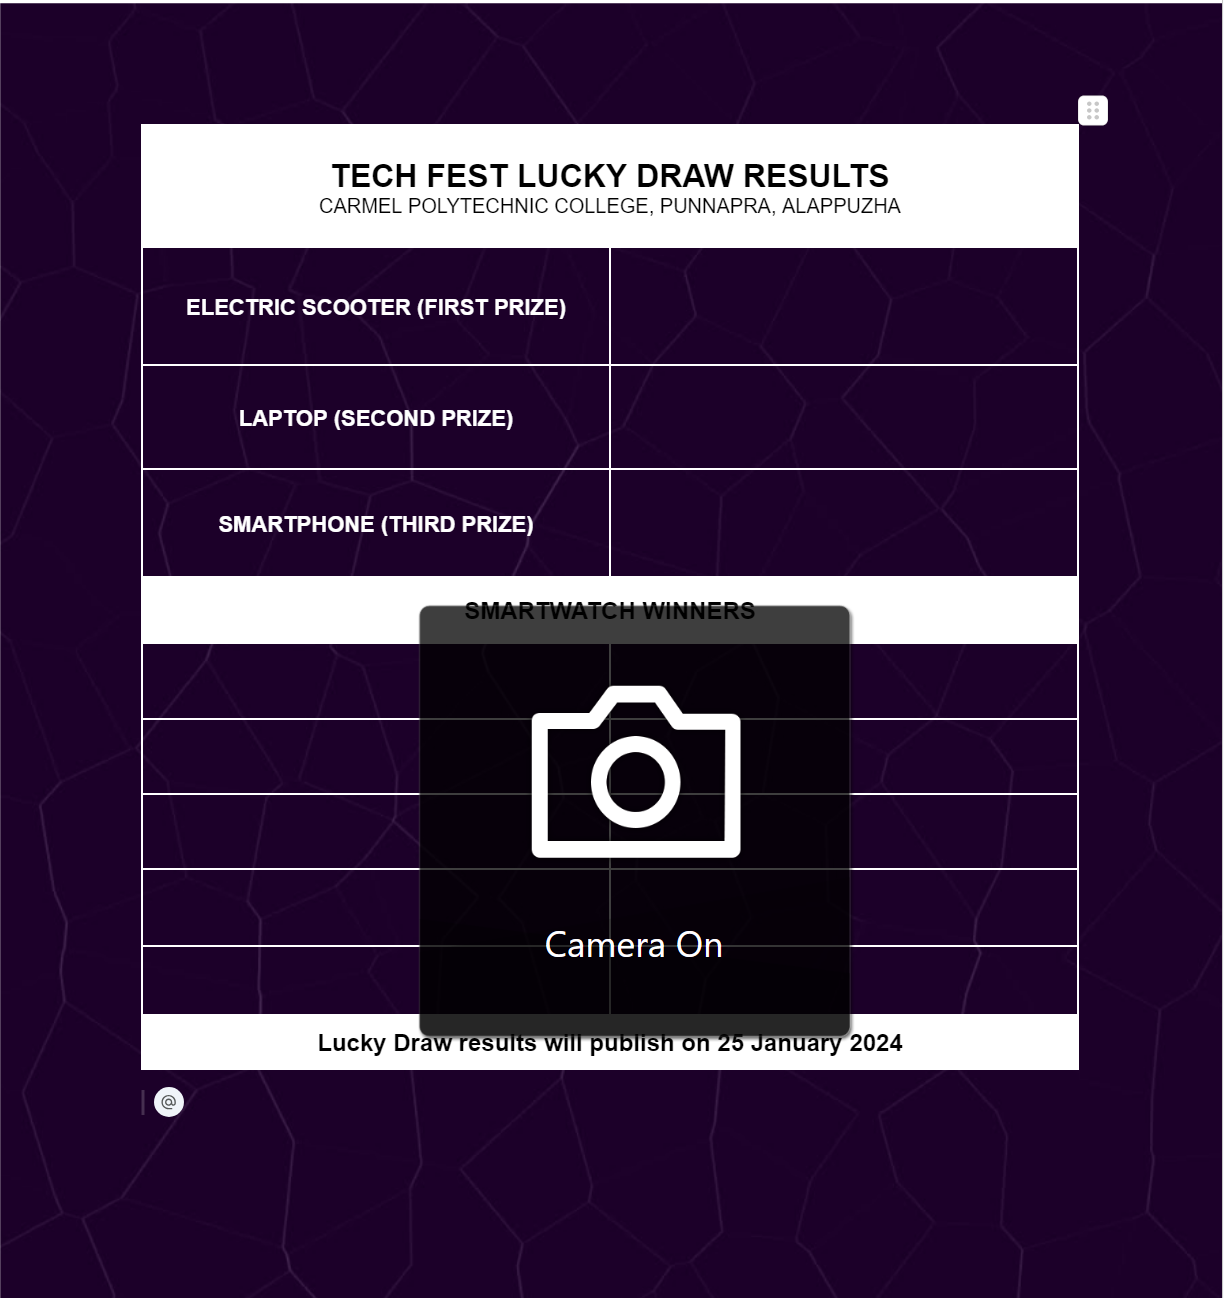 TECH FEST LUCKY DRAW RESULTS
CARMEL POLYTECHNIC COLLEGE, PUNNAPRA, ALAPPUZHA
ELECTRIC SCOOTER (FIRST PRIZE)
LAPTOP (SECOND PRIZE)
SMARTPHONE (THIRD PRIZE)
SMARTWATCH WINNERS
Camera On
Lucky Draw results will publish on 25 January 2024
@